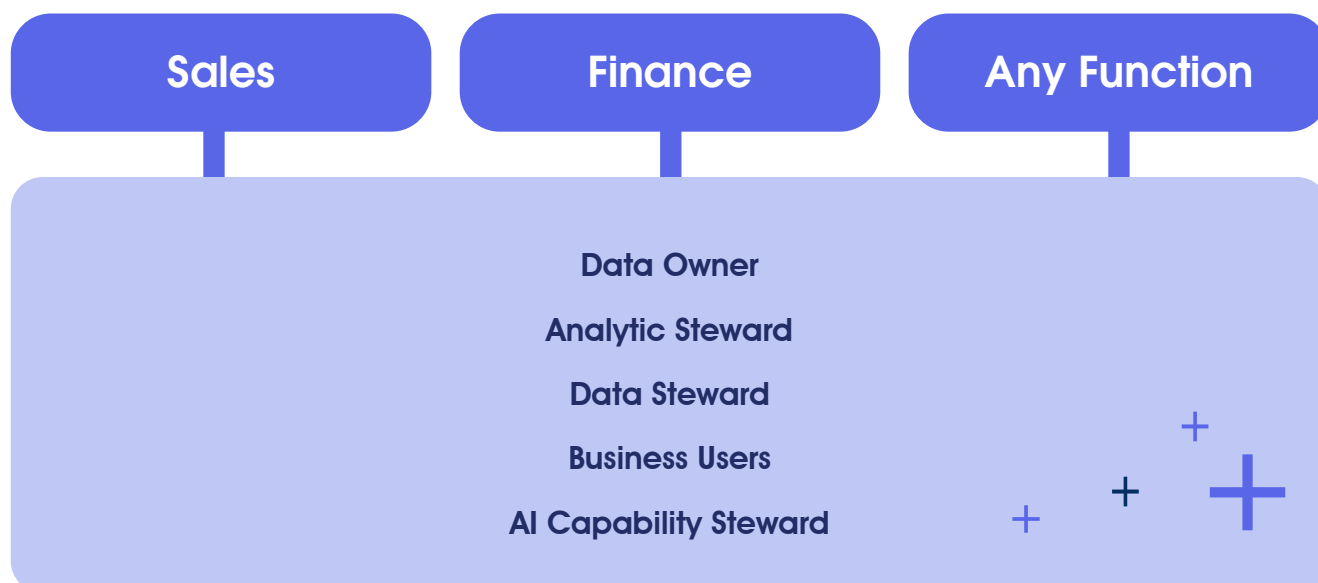 Sales
Finance
Any Function
Data Owner
Analytic Steward
Data Steward
Business Users
AI Capability Steward